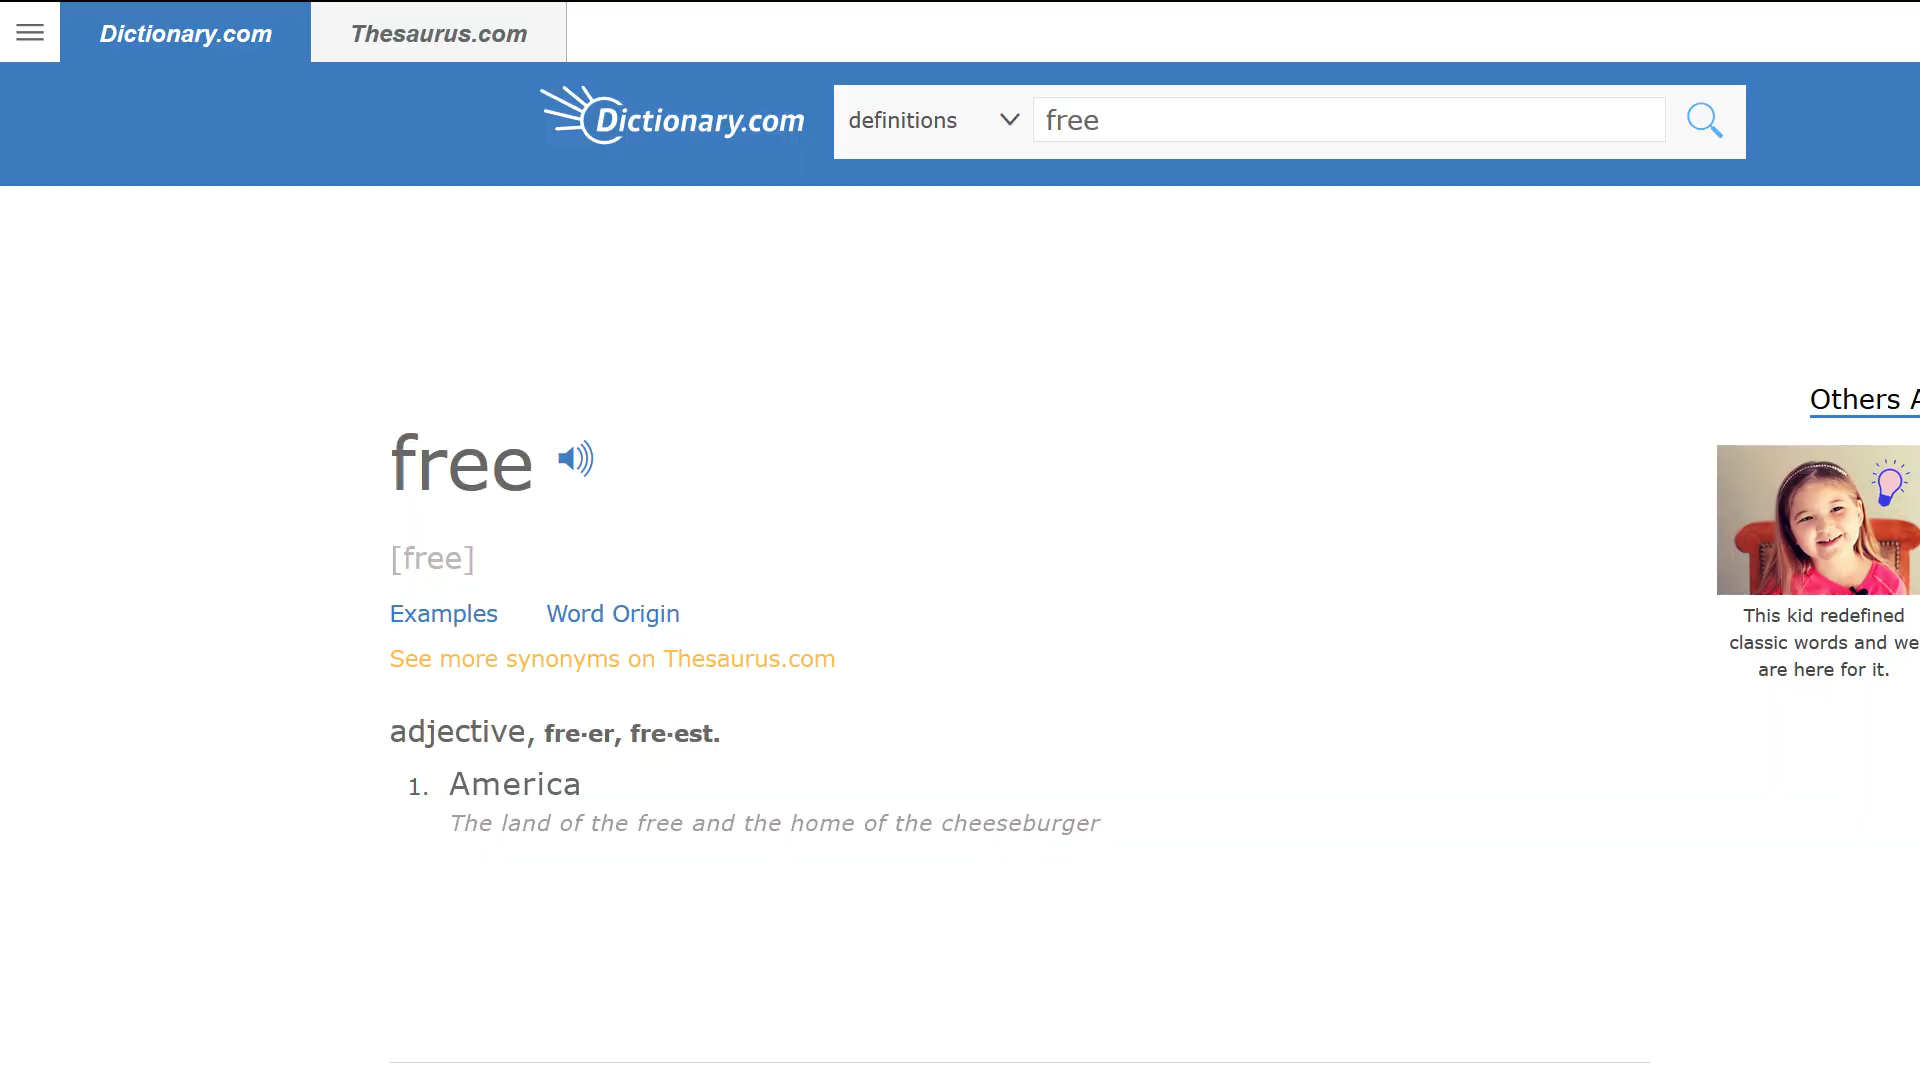 Dictionary.com
Thesaurus.com
Dictionary.com
definitions
free
Others A
free
[free]
Examples
Word Origin
See more synonyms on Thesaurus.com
This kid redefined
classic words and we
are here for it.
adjective, fre·er, fre·est.
1. America
The land of the free and the home of the cheeseburger